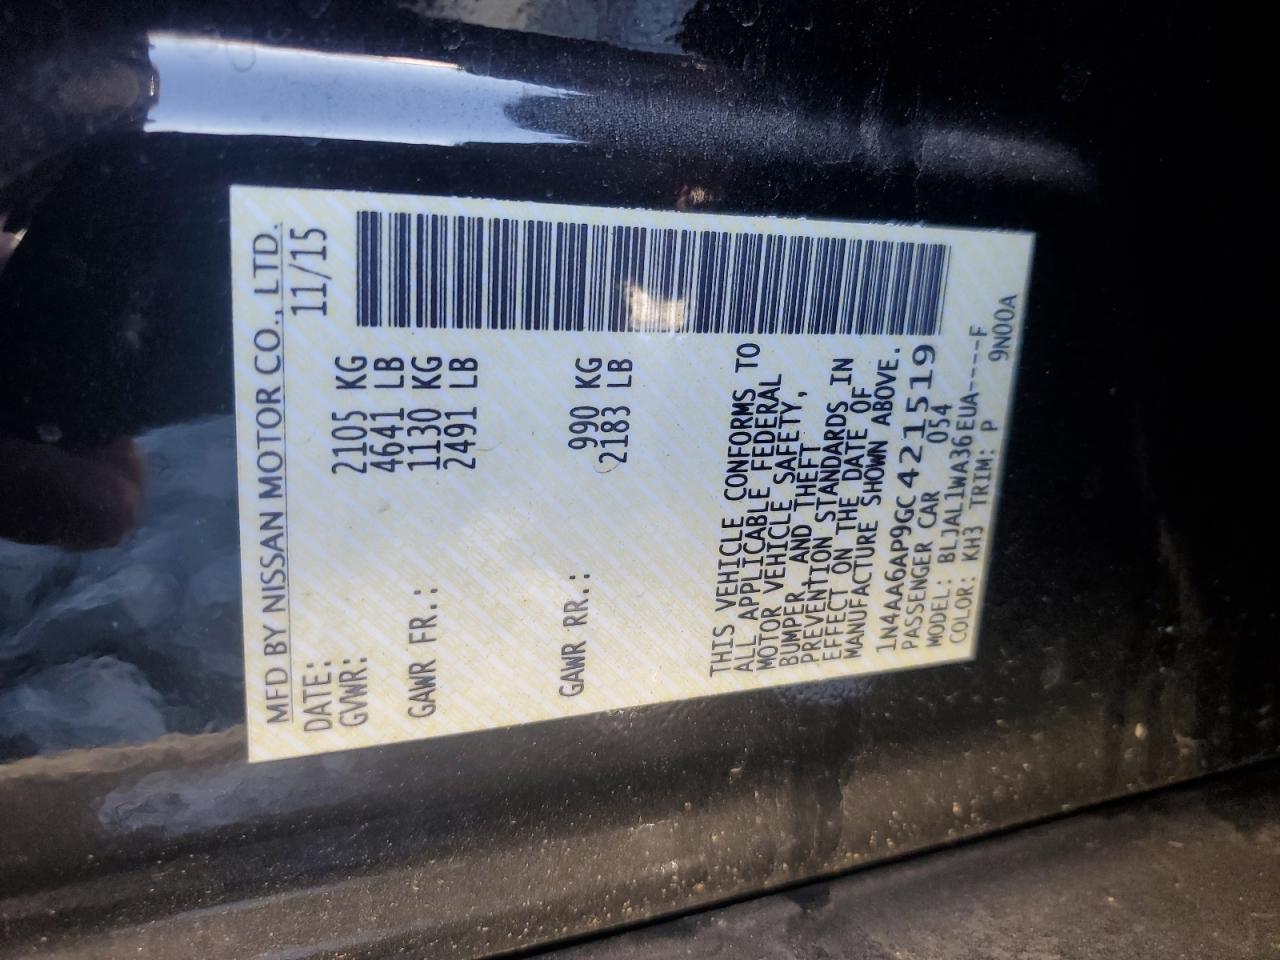 MFD BY NISSAN MOTOR CO., LTD.
DATE: 11/15
GVWR: 2105 KG
4641 LB
GAWR FR.: 1130 KG
2491 LB
GAWR RR.: 990 KG
2183 LB
THIS VEHICLE CONFORMS TO
ALL APPLICABLE FEDERAL
MOTOR VEHICLE SAFETY,
BUMPER AND THEFT
PREVENTION STANDARDS IN
EFFECT ON THE DATE OF
MANUFACTURE SHOWN ABOVE.
1N4AA6AP9GC421519
PASSENGER CAR 054
MODEL: BLJALL1WA36EUA-----F
COLOR: KH3 TRIM: P 9N00A